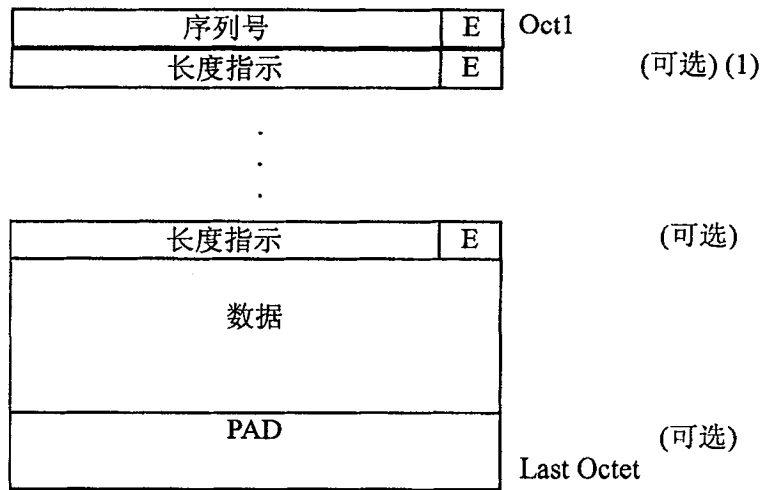 序列号 E Oct1
长度指示 E (可选) (1)
长度指示 E (可选)
数据
PAD (可选)
Last Octet